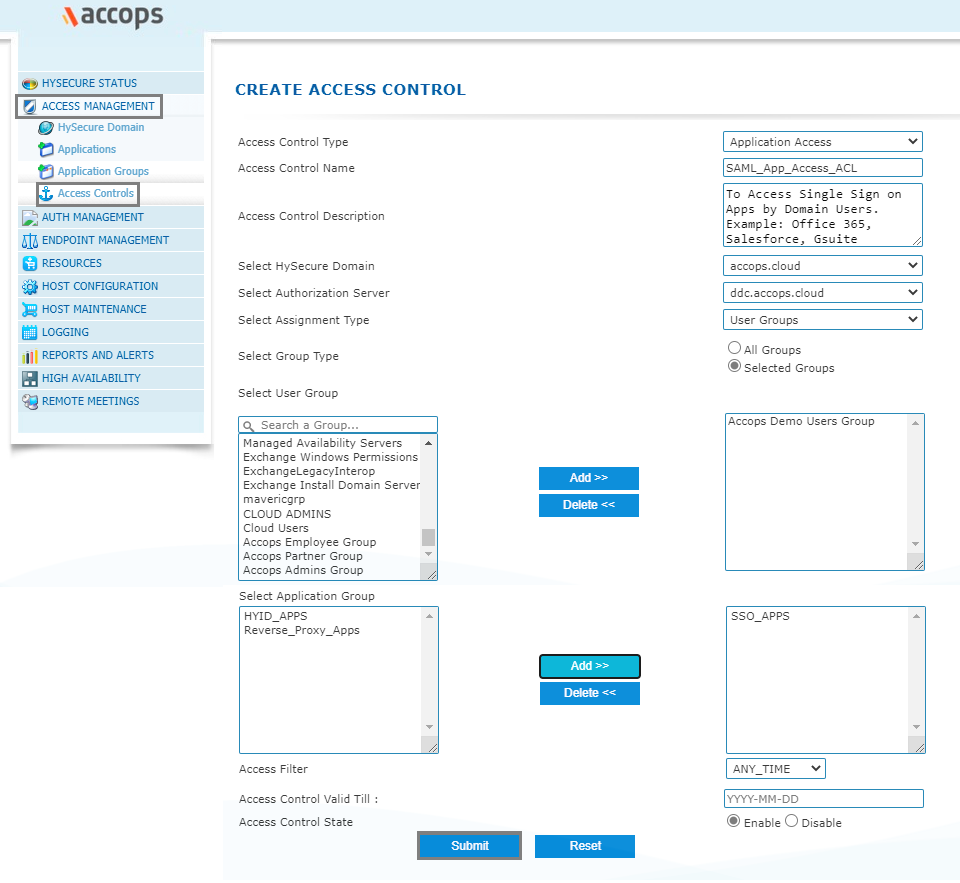 accops
HYSECURE STATUS
ACCESS MANAGEMENT
HySecure Domain
Applications
Application Groups
Access Controls
AUTH MANAGEMENT
ENDPOINT MANAGEMENT
RESOURCES
HOST CONFIGURATION
HOST MAINTENANCE
LOGGING
REPORTS AND ALERTS
HIGH AVAILABILITY
REMOTE MEETINGS
CREATE ACCESS CONTROL
Access Control Type
Application Access
Access Control Name
SAML_App_Access_ACL
Access Control Description
To Access Single Sign on
Apps by Domain Users.
Example: Office 365,
Salesforce, Gsuite
Select HySecure Domain
accops.cloud
Select Authorization Server
ddc.accops.cloud
Select Assignment Type
User Groups
Select Group Type
All Groups
Selected Groups
Select User Group
Search a Group...
Managed Availability Servers
Exchange Windows Permissions
ExchangeLegacyInterop
Exchange Install Domain Server
mavericgrp
CLOUD ADMINS
Cloud Users
Accops Employee Group
Accops Partner Group
Accops Admins Group
Add >>
Delete <<
Accops Demo Users Group
Select Application Group
HYID_APPS
Reverse_Proxy_Apps
Add >>
Delete <<
SSO_APPS
Access Filter
ANY_TIME
Access Control Valid Till :
YYYY-MM-DD
Access Control State
Enable Disable
Submit Reset